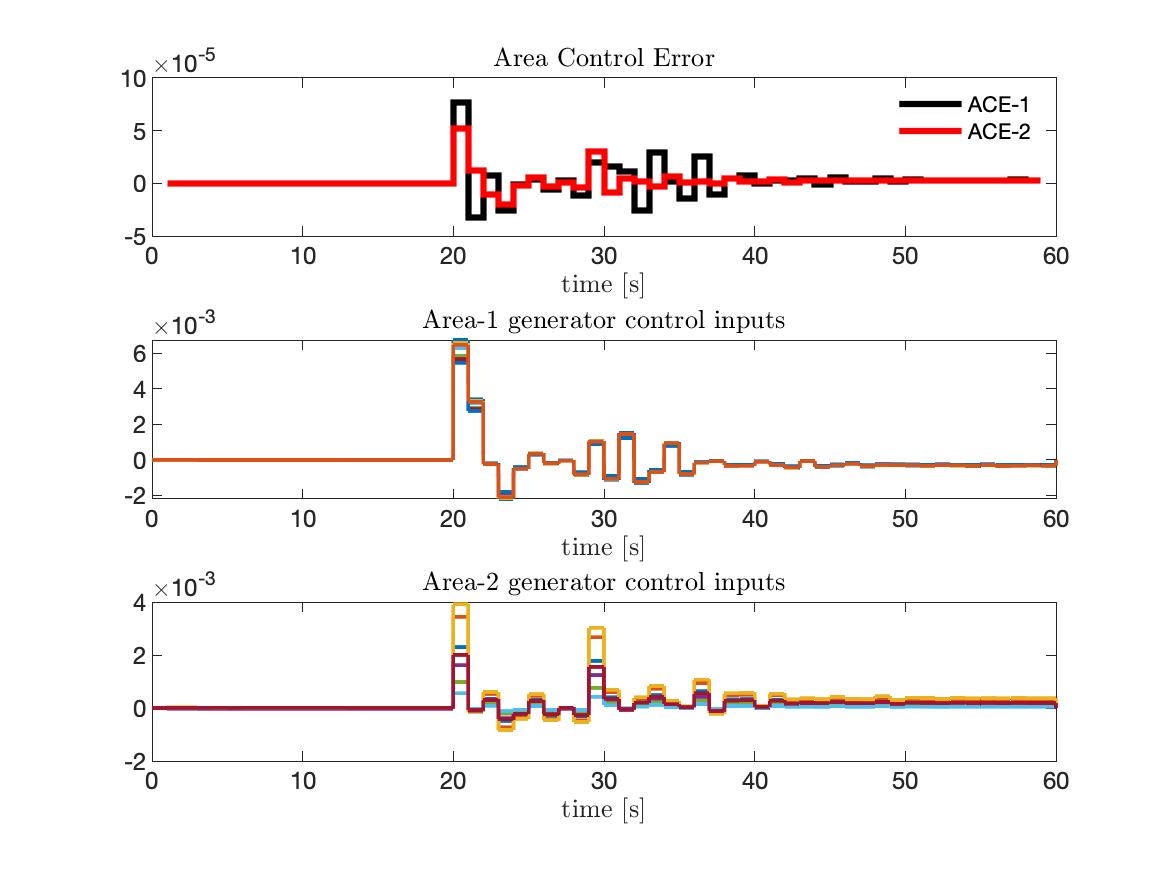 ×10-5
Area Control Error
10
5
0
-5
ACE-1
ACE-2
0 10 20 30 40 50 60
time [s]
×10-3
Area-1 generator control inputs
6
4
2
0
-2
0 10 20 30 40 50 60
time [s]
×10-3
Area-2 generator control inputs
4
2
0
-2
0 10 20 30 40 50 60
time [s]